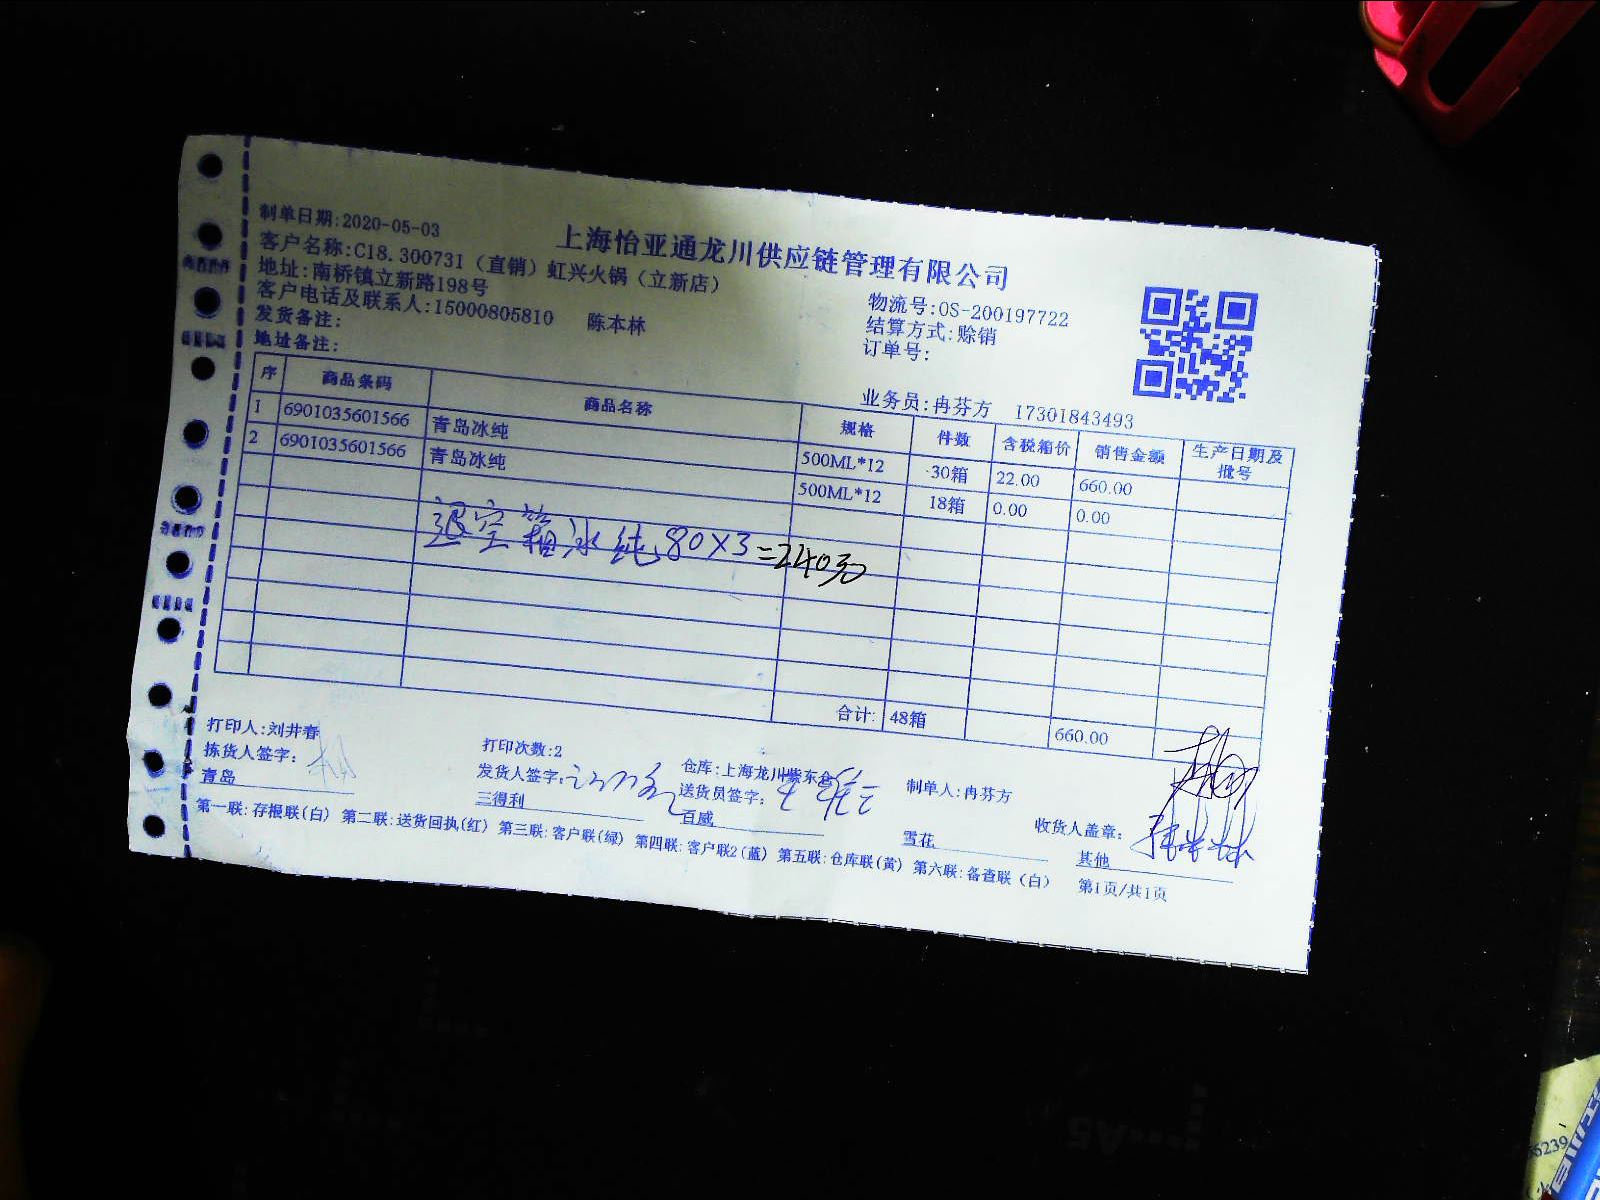 上海怡亚通龙川供应链管理有限公司
制单日期:2020-05-03
客户名称:C18.300731（直销）虹兴火锅（立新店）
地址:南桥镇立新路198号
客户电话及联系人:15000805810 陈本林
发货备注:
地址备注:
物流号:OS-200197722
结算方式:赊销
订单号:
业务员:冉芬方 17301843493
序 商品条码 商品名称 规格 件数 含税箱价 销售金额 生产日期及批号
1 6901035601566 青岛冰纯 500ML*12 30箱 22.00 660.00
2 6901035601566 青岛冰纯 500ML*12 18箱 0.00 0.00
退空箱冰纯 80×3=240元
合计: 48箱 660.00
打印人:刘井春 打印次数:2 仓库:上海龙川紫东仓 制单人:冉芬方
拣货人签字: 发货人签字: 送货员签字: 收货人盖章:
青岛 三得利 百威 雪花 其他
第一联:存根联(白) 第二联:送货回执(红) 第三联:客户联(绿) 第四联:客户联2(蓝) 第五联:仓库联(黄) 第六联:备查联（白） 第1页/共1页